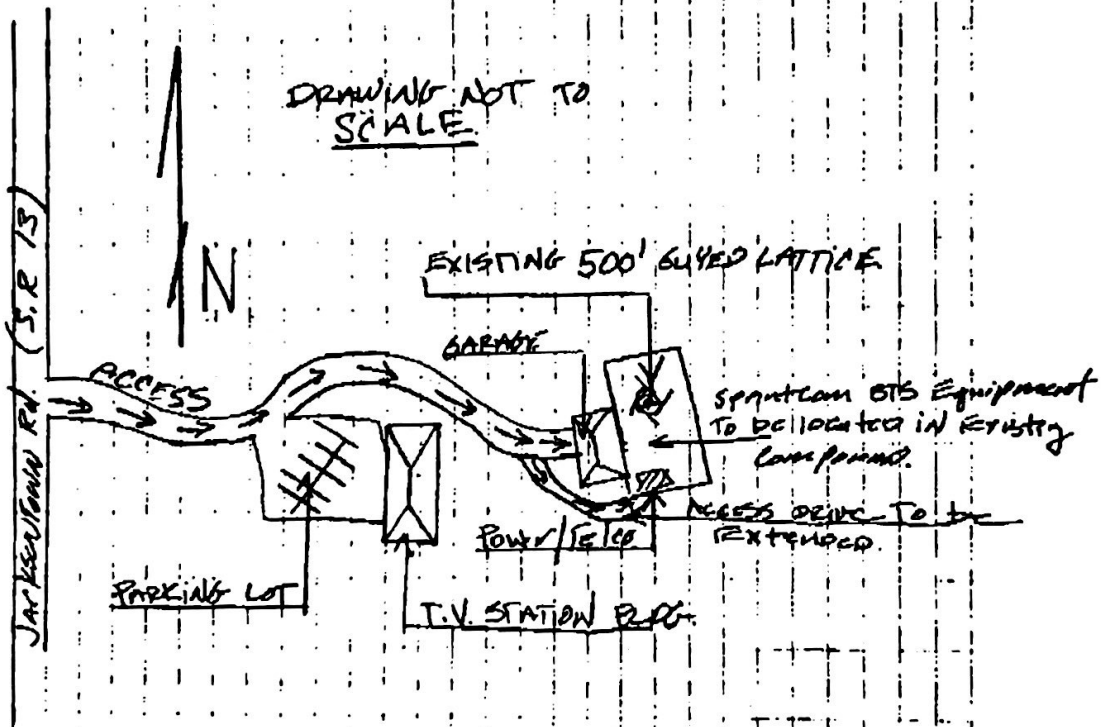 DRAWING NOT TO
SCALE
JACKSONTOWN RD. (S.R 13)
N
EXISTING 500' GUYED LATTICE
GARAGE
ACCESS
BTS Equipment
To be located in Existing
Compound.
ACCESS DRIVE TO be
Extended.
Power/Telco
PARKING LOT
T.V. STATION BLDG.